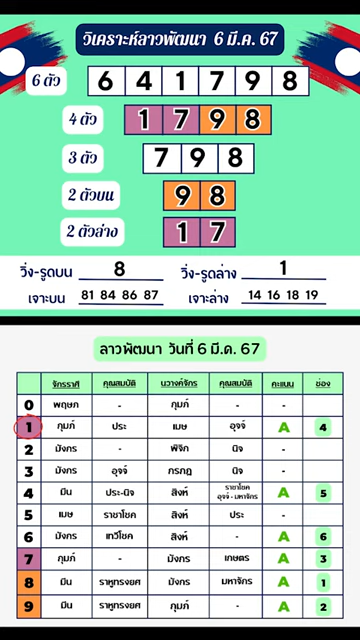 วิเคราะห์ลาวพัฒนา 6 มี.ค. 67
6 ตัว 6 4 1 7 9 8
4 ตัว 1 7 9 8
3 ตัว 7 9 8
2 ตัวบน 9 8
2 ตัวล่าง 1 7
วิ่ง-รูดบน 8 วิ่ง-รูดล่าง 1
เจาะบน 81 84 86 87 เจาะล่าง 14 16 18 19
ลาวพัฒนา วันที่ 6 มี.ค. 67
จักรราศี คุณสมบัติ นวางค์จักร คุณสมบัติ คะแนน ช่อง
0 พฤษภ - กุมภ์ - -
1 กุมภ์ ประ เมษ อุจจ์ A 4
2 มังกร - พิจิก นิจ -
3 มังกร อุจจ์ กรกฎ นิจ -
4 มีน ประ-นิจ สิงห์ ราชาโชค อุจจ์-มหาจักร A 5
5 เมษ ราชาโชค สิงห์ ประ -
6 มังกร เทวีโชค สิงห์ - A 6
7 กุมภ์ - มังกร เกษตร A 3
8 มีน ราหูทรงยศ มังกร มหาจักร A 1
9 มีน ราหูทรงยศ กุมภ์ - A 2